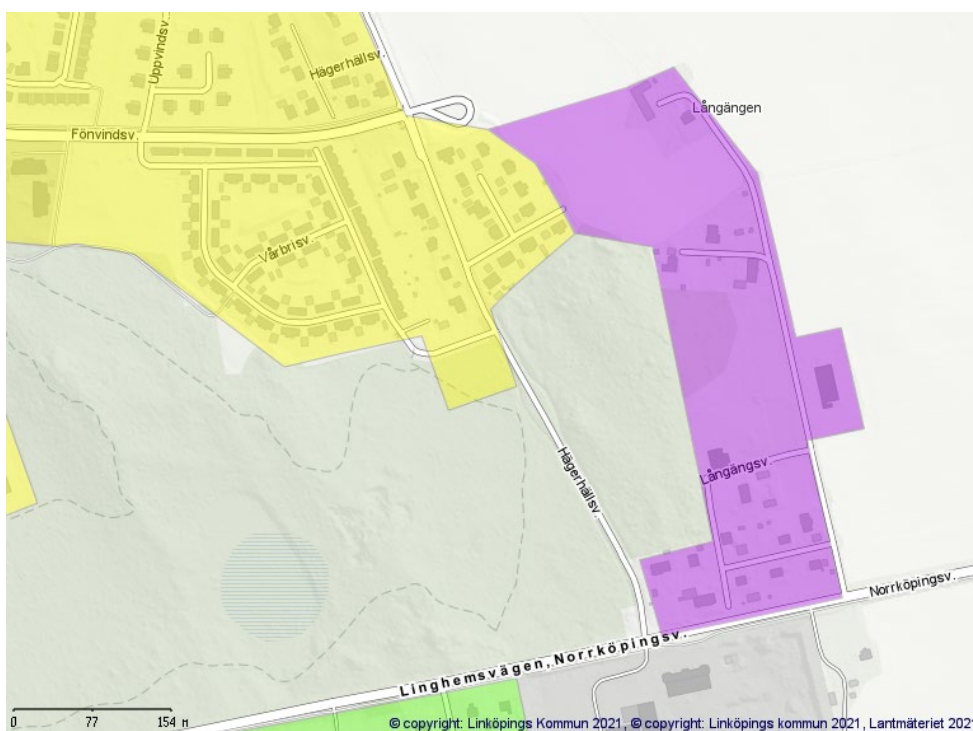 Uppvindsv.
Hägerhällsv.
Långängen
Fönvindsv.
Vårbrisv.
Hägerhällsv.
Långängsv.
Norrköpingsv.
Linghemsvägen, Norrköpingsv.
0 77 154 m
© copyright: Linköpings Kommun 2021, © copyright: Linköpings kommun 2021, Lantmäteriet 202